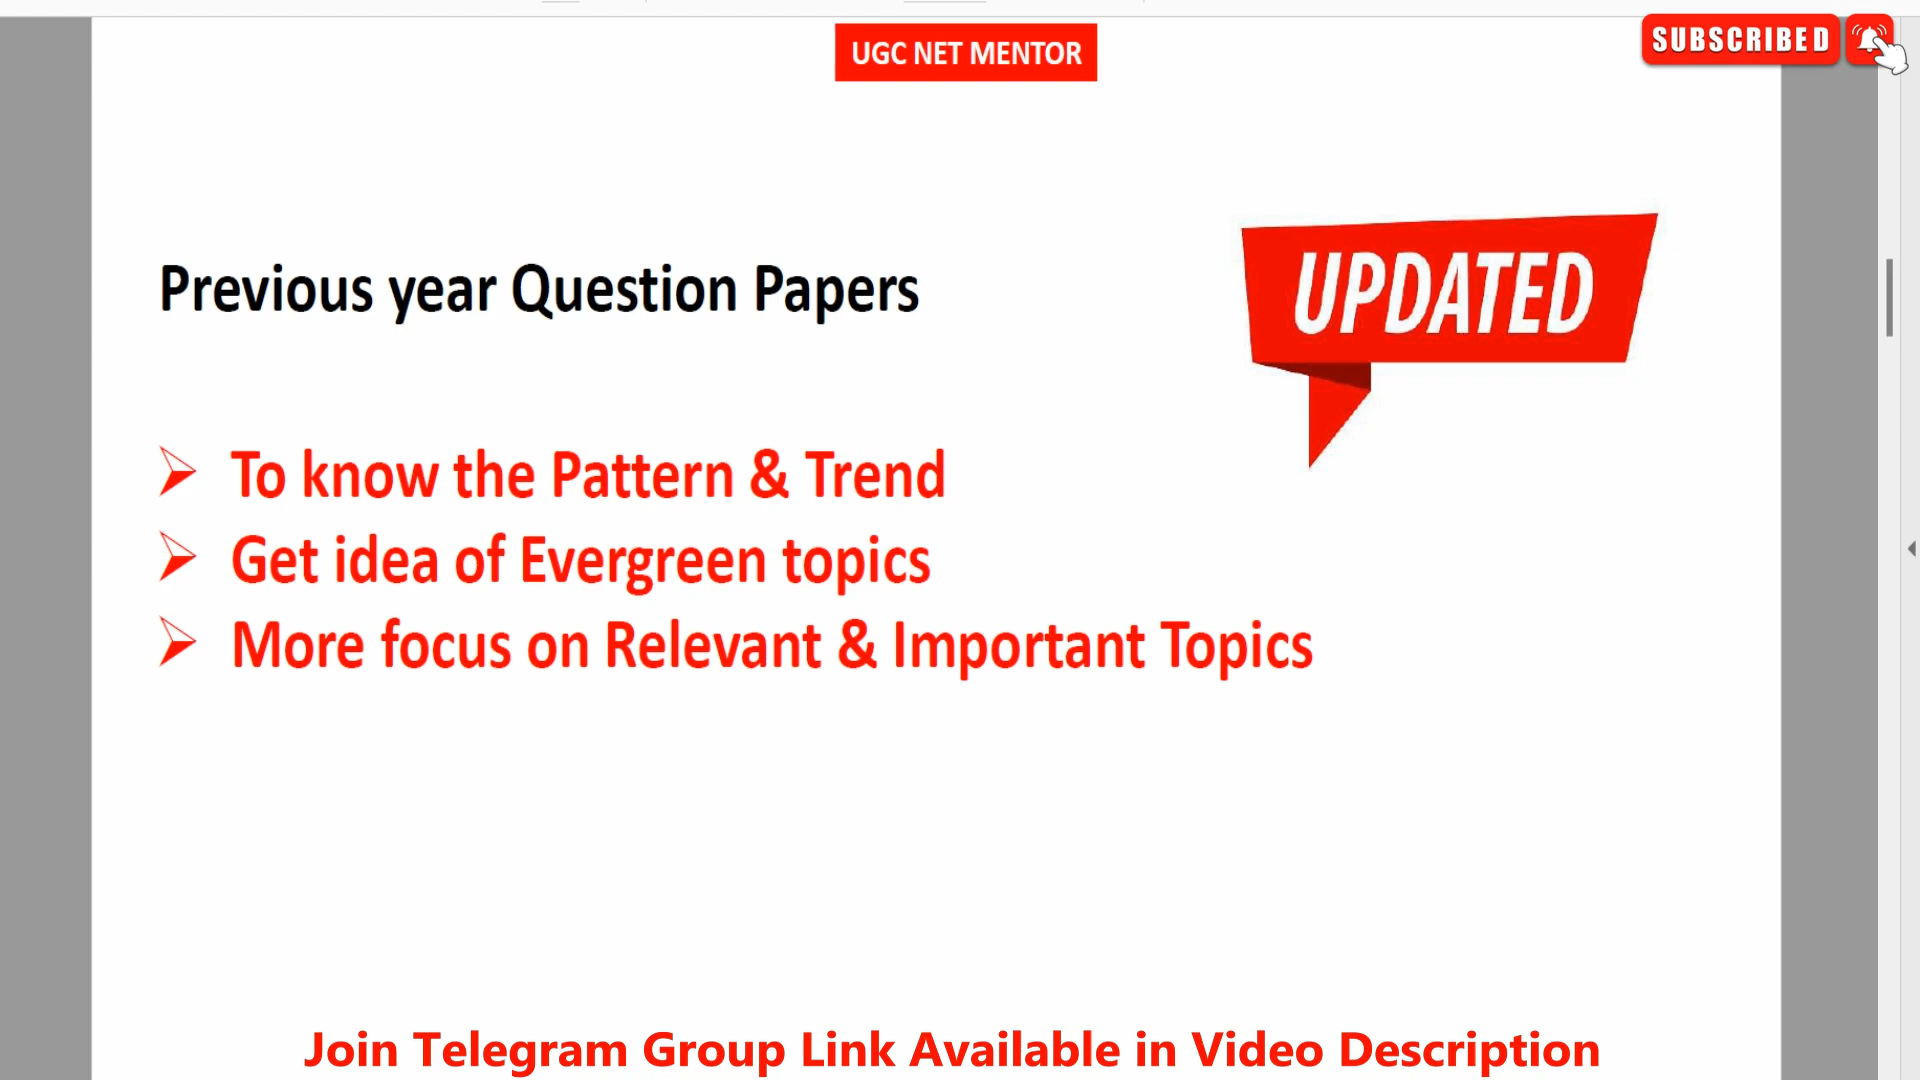 UGC NET MENTOR
SUBSCRIBED
Previous year Question Papers
UPDATED
To know the Pattern & Trend
Get idea of Evergreen topics
More focus on Relevant & Important Topics
Join Telegram Group Link Available in Video Description